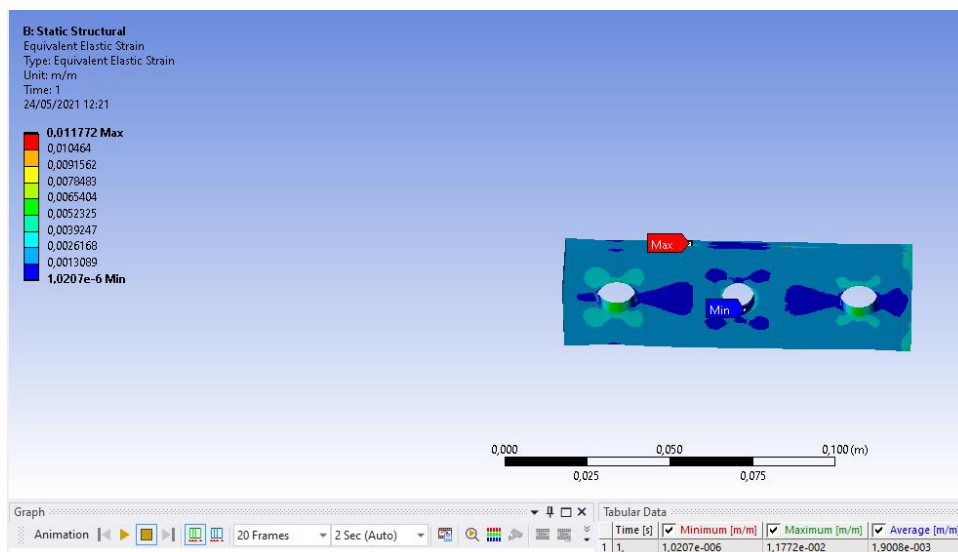 B: Static Structural
Equivalent Elastic Strain
Type: Equivalent Elastic Strain
Unit: m/m
Time: 1
24/05/2021 12:21
0,011772 Max
0,010464
0,0091562
0,0078483
0,0065404
0,0052325
0,0039247
0,0026168
0,0013089
1,0207e-6 Min
Max
Min
0,000 0,050 0,100 (m)
0,025 0,075
Graph
Animation 20 Frames 2 Sec (Auto)
Tabular Data
Time [s] Minimum [m/m] Maximum [m/m] Average [m/m]
1 1, 1,0207e-006 1,1772e-002 1,9008e-003